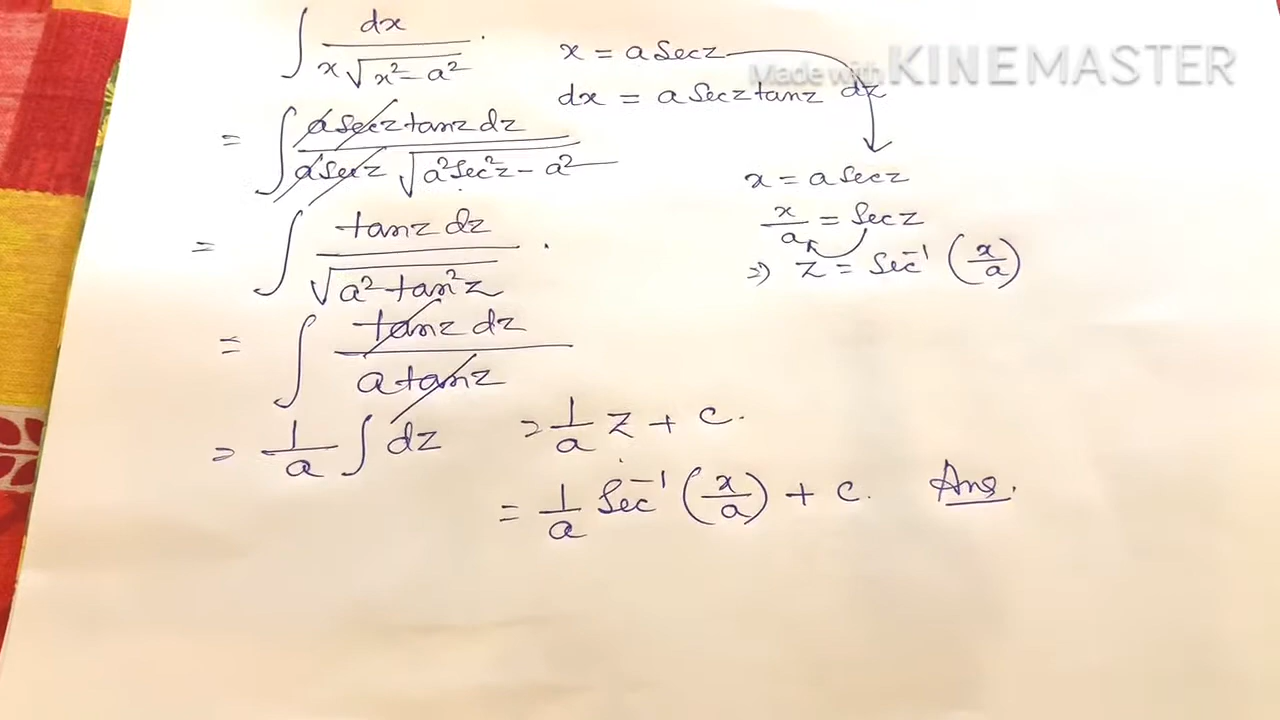 ∫ dx / x√(x² - a²) .
x = a Sec z
dx = a Sec z tan z dz
Made with KINEMASTER
= ∫ a Sec z tan z dz / a Sec z √(a² Sec² z - a²)
x = a Sec z
x/a = Sec z
⇒ z = Sec⁻¹ (x/a)
= ∫ tan z dz / √(a² tan² z) .
= ∫ tan z dz / a tan z
= 1/a ∫ dz = 1/a z + c.
= 1/a Sec⁻¹ (x/a) + c. Ans.